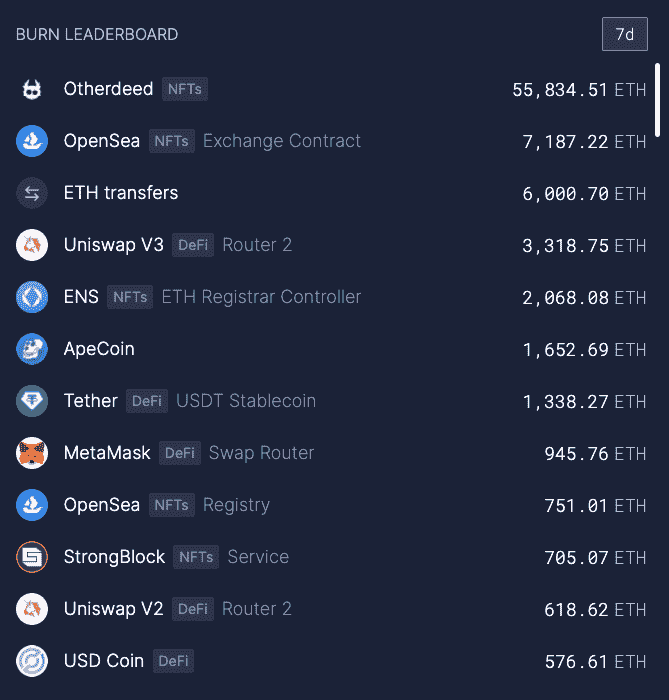 BURN LEADERBOARD 7d
Otherdeed NFTs 55,834.51 ETH
OpenSea NFTs Exchange Contract 7,187.22 ETH
ETH transfers 6,000.70 ETH
Uniswap V3 DeFi Router 2 3,318.75 ETH
ENS NFTs ETH Registrar Controller 2,068.08 ETH
ApeCoin 1,652.69 ETH
Tether DeFi USDT Stablecoin 1,338.27 ETH
MetaMask DeFi Swap Router 945.76 ETH
OpenSea NFTs Registry 751.01 ETH
StrongBlock NFTs Service 705.07 ETH
Uniswap V2 DeFi Router 2 618.62 ETH
USD Coin DeFi 576.61 ETH